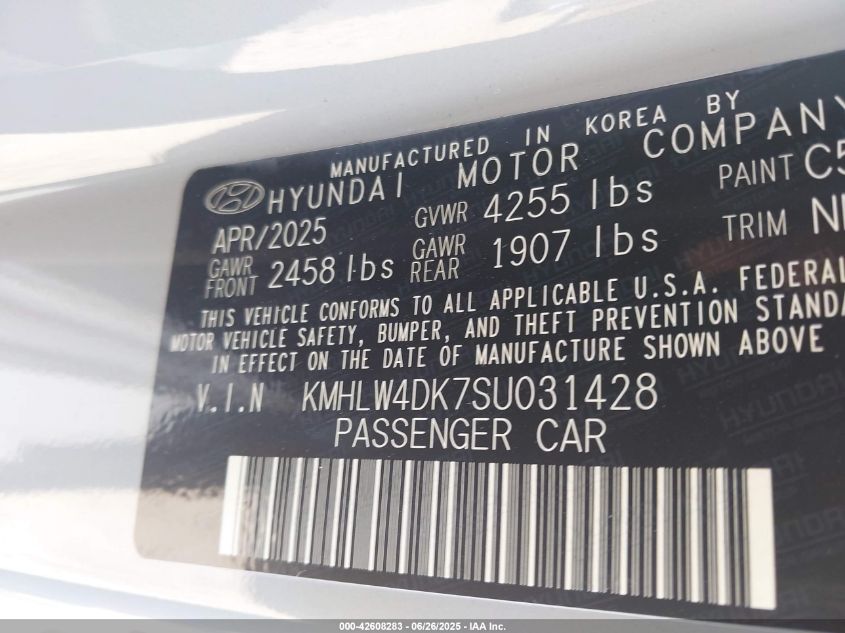 MANUFACTURED IN KOREA BY
HYUNDAI MOTOR COMPANY
APR/2025 GVWR 4255 lbs PAINT C5
GAWR FRONT 2458 lbs GAWR REAR 1907 lbs TRIM
THIS VEHICLE CONFORMS TO ALL APPLICABLE U.S.A. FEDERAL
MOTOR VEHICLE SAFETY, BUMPER, AND THEFT PREVENTION STANDA
IN EFFECT ON THE DATE OF MANUFACTURE SHOWN ABOVE
V.I.N KMHLW4DK7SU031428
PASSENGER CAR
000-42608283 - 06/26/2025 - IAA Inc.